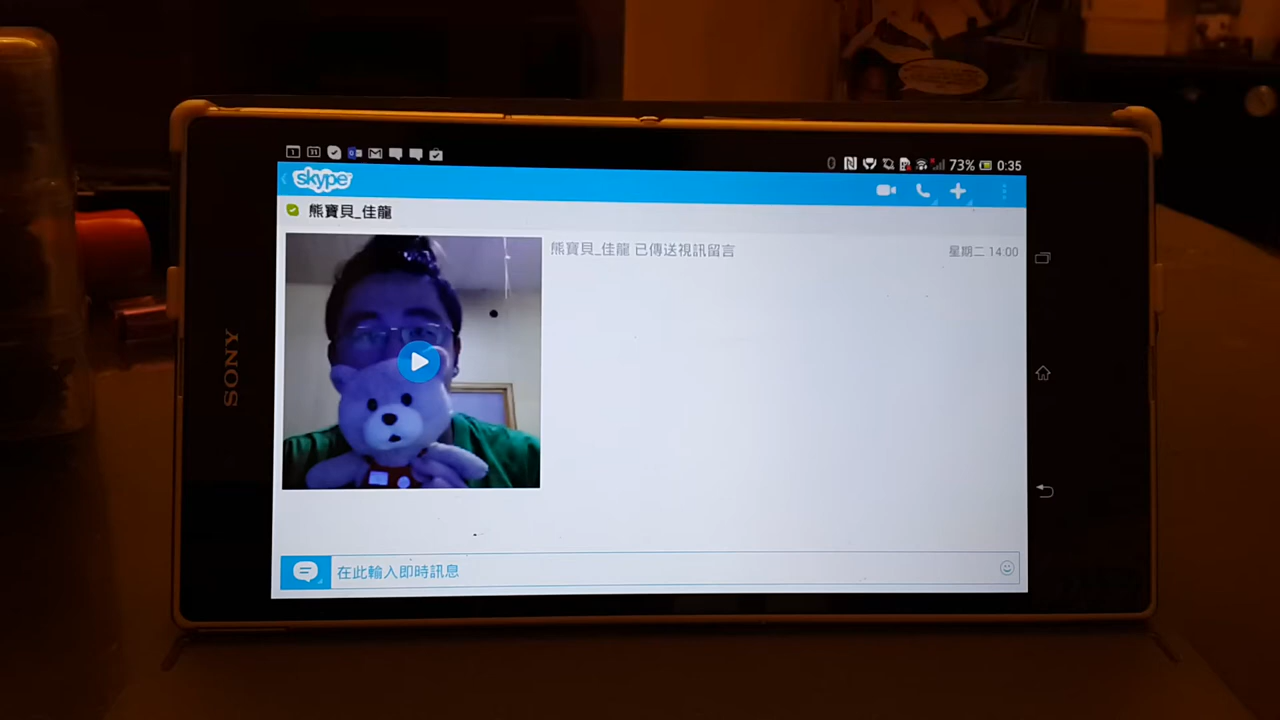 73% 0:35
skype
熊寶貝_佳龍
熊寶貝_佳龍 已傳送視訊留言
星期二 14:00
在此輸入即時訊息
SONY